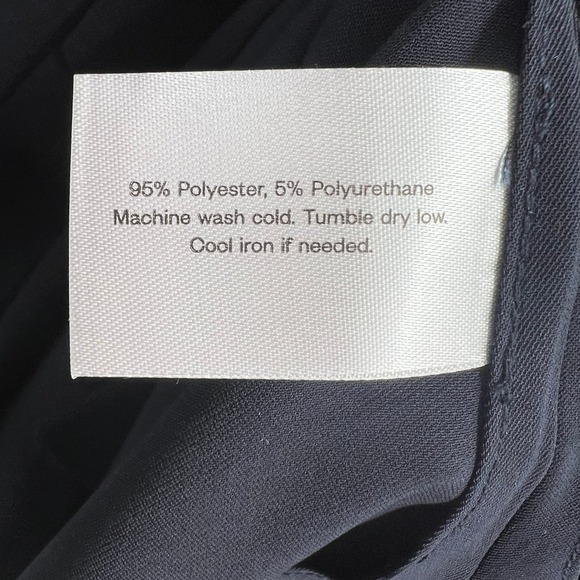 95% Polyester, 5% Polyurethane
Machine wash cold. Tumble dry low.
Cool iron if needed.